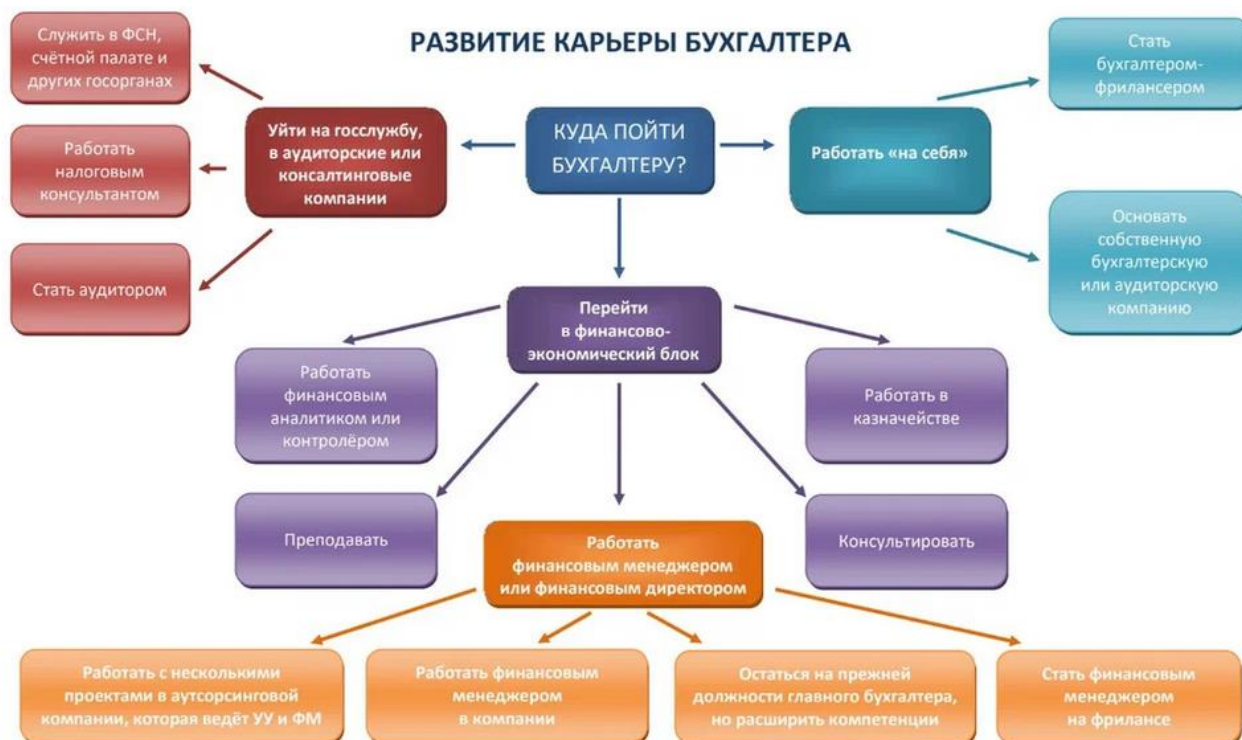 РАЗВИТИЕ КАРЬЕРЫ БУХГАЛТЕРА
Служить в ФСН,
счётной палате и
других госорганах
Работать
налоговым
консультантом
Стать аудитором
Уйти на госслужбу,
в аудиторские или
консалтинговые
компании
КУДА ПОЙТИ
БУХГАЛТЕРУ?
Работать «на себя»
Стать
бухгалтером-
фрилансером
Основать
собственную
бухгалтерскую
или аудиторскую
компанию
Перейти
в финансово-
экономический блок
Работать
финансовым
аналитиком или
контролёром
Работать в
казначействе
Преподавать
Консультировать
Работать
финансовым менеджером
или финансовым директором
Работать с несколькими
проектами в аутсорсинговой
компании, которая ведёт УУ и ФМ
Работать финансовым
менеджером
в компании
Остаться на прежней
должности главного бухгалтера,
но расширить компетенции
Стать финансовым
менеджером
на фрилансе